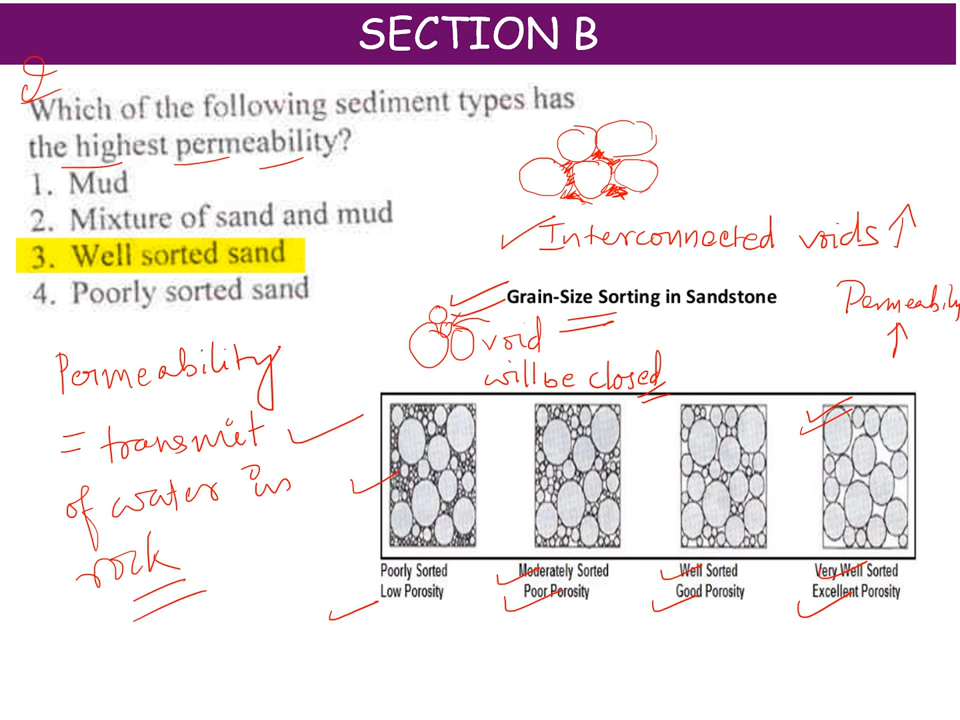 SECTION B
Q
Which of the following sediment types has
the highest permeability?
1. Mud
2. Mixture of sand and mud
3. Well sorted sand
4. Poorly sorted sand
Interconnected voids ↑
Grain-Size Sorting in Sandstone
Permeability
↑
void
will be closed
Permeability
= transmit
of water in
rock
Poorly Sorted
Low Porosity
Moderately Sorted
Poor Porosity
Well Sorted
Good Porosity
Very Well Sorted
Excellent Porosity